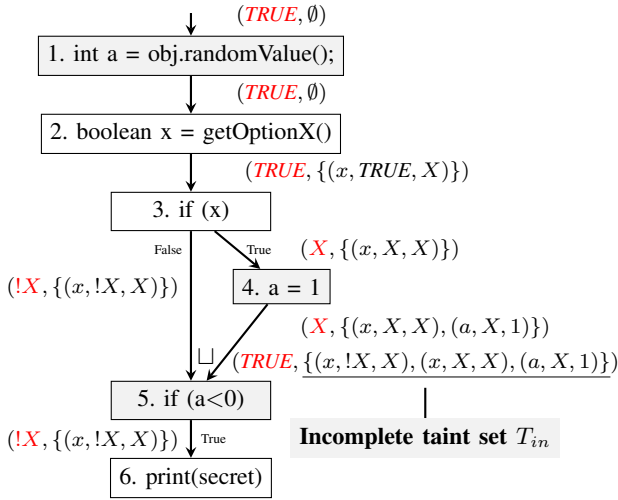 (TRUE, ∅)
1. int a = obj.randomValue();
(TRUE, ∅)
2. boolean x = getOptionX()
(TRUE, {(x, TRUE, X)})
3. if (x)
False
True
(X, {(x, X, X)})
(!X, {(x, !X, X)})
4. a = 1
(X, {(x, X, X), (a, X, 1)})
⊔
(TRUE, {(x, !X, X), (x, X, X), (a, X, 1)})
5. if (a<0)
(!X, {(x, !X, X)})
True
Incomplete taint set T_in
6. print(secret)